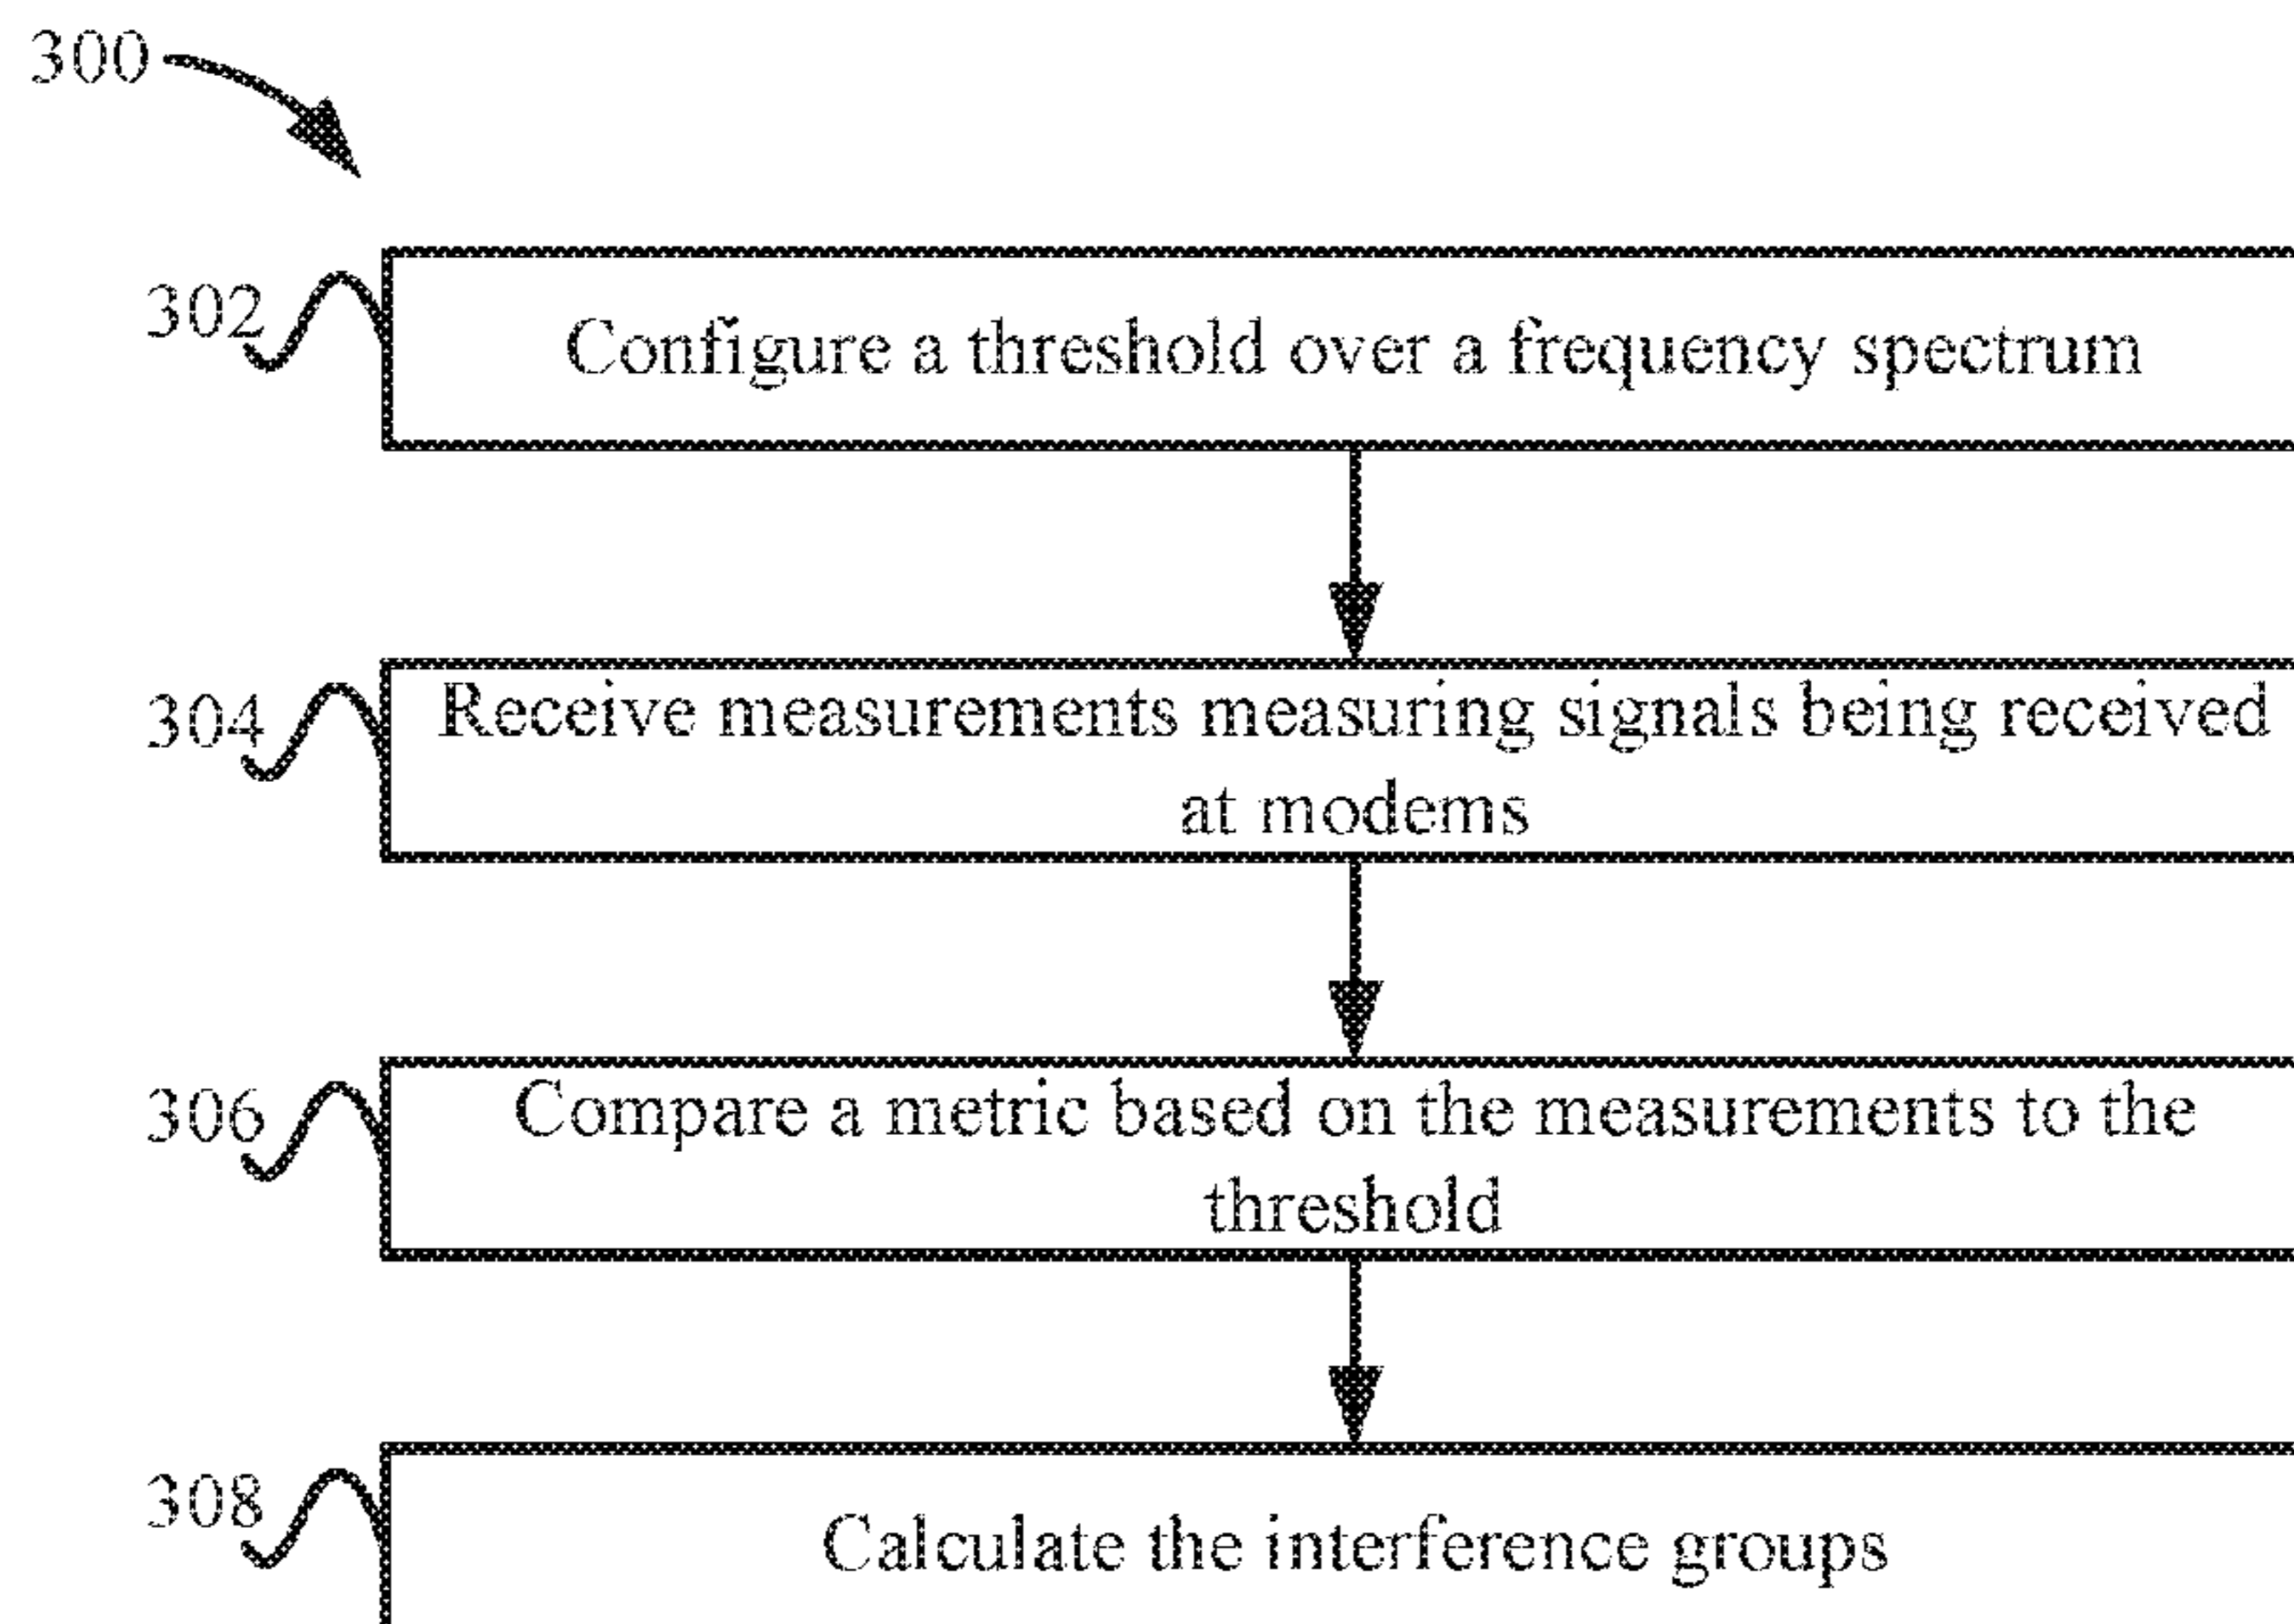 300
302
Configure a threshold over a frequency spectrum
304
Receive measurements measuring signals being received
at modems
306
Compare a metric based on the measurements to the
threshold
308
Calculate the interference groups